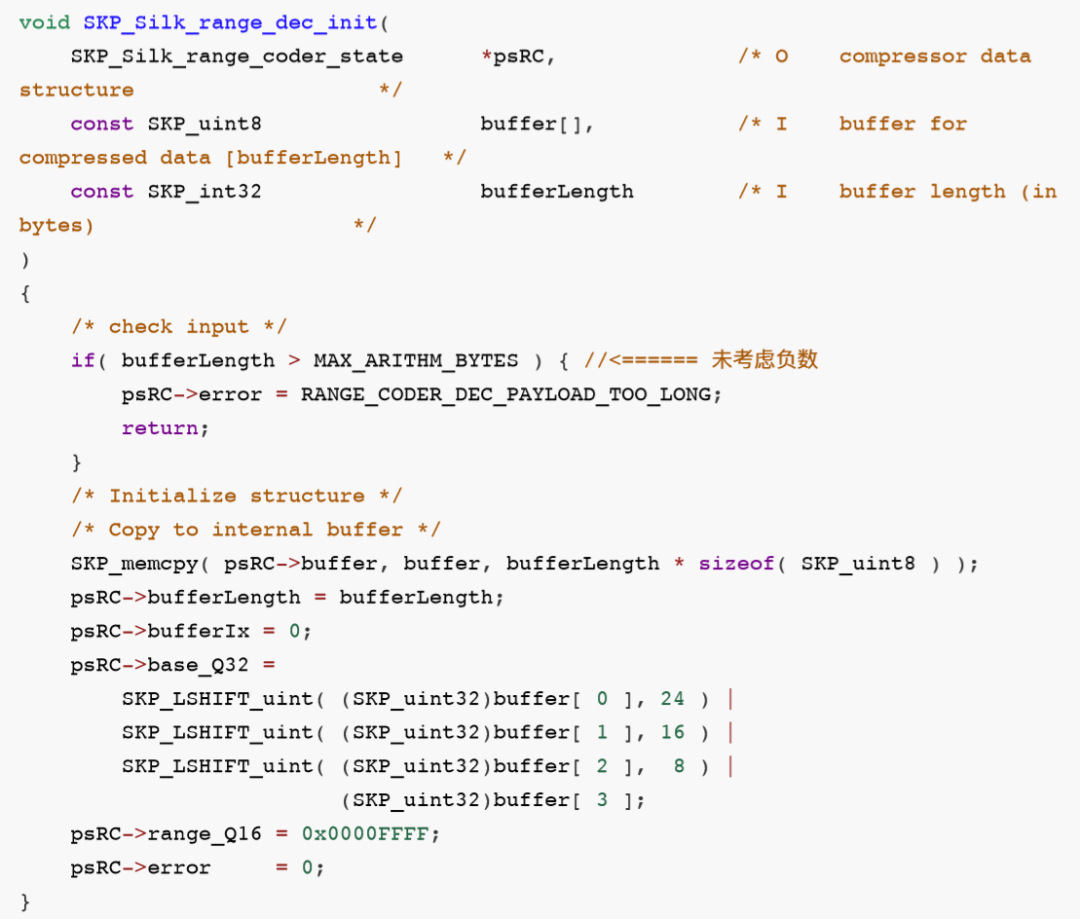 void SKP_Silk_range_dec_init(
    SKP_Silk_range_coder_state      *psRC,              /* O    compressor data
structure                   */
    const SKP_uint8                 buffer[],           /* I    buffer for
compressed data [bufferLength]   */
    const SKP_int32                 bufferLength        /* I    buffer length (in
bytes)                    */
)
{
    /* check input */
    if( bufferLength > MAX_ARITHM_BYTES ) { //<====== 未考虑负数
        psRC->error = RANGE_CODER_DEC_PAYLOAD_TOO_LONG;
        return;
    }
    /* Initialize structure */
    /* Copy to internal buffer */
    SKP_memcpy( psRC->buffer, buffer, bufferLength * sizeof( SKP_uint8 ) );
    psRC->bufferLength = bufferLength;
    psRC->bufferIx = 0;
    psRC->base_Q32 =
        SKP_LSHIFT_uint( (SKP_uint32)buffer[ 0 ], 24 ) |
        SKP_LSHIFT_uint( (SKP_uint32)buffer[ 1 ], 16 ) |
        SKP_LSHIFT_uint( (SKP_uint32)buffer[ 2 ],  8 ) |
                         (SKP_uint32)buffer[ 3 ];
    psRC->range_Q16 = 0x0000FFFF;
    psRC->error     = 0;
}